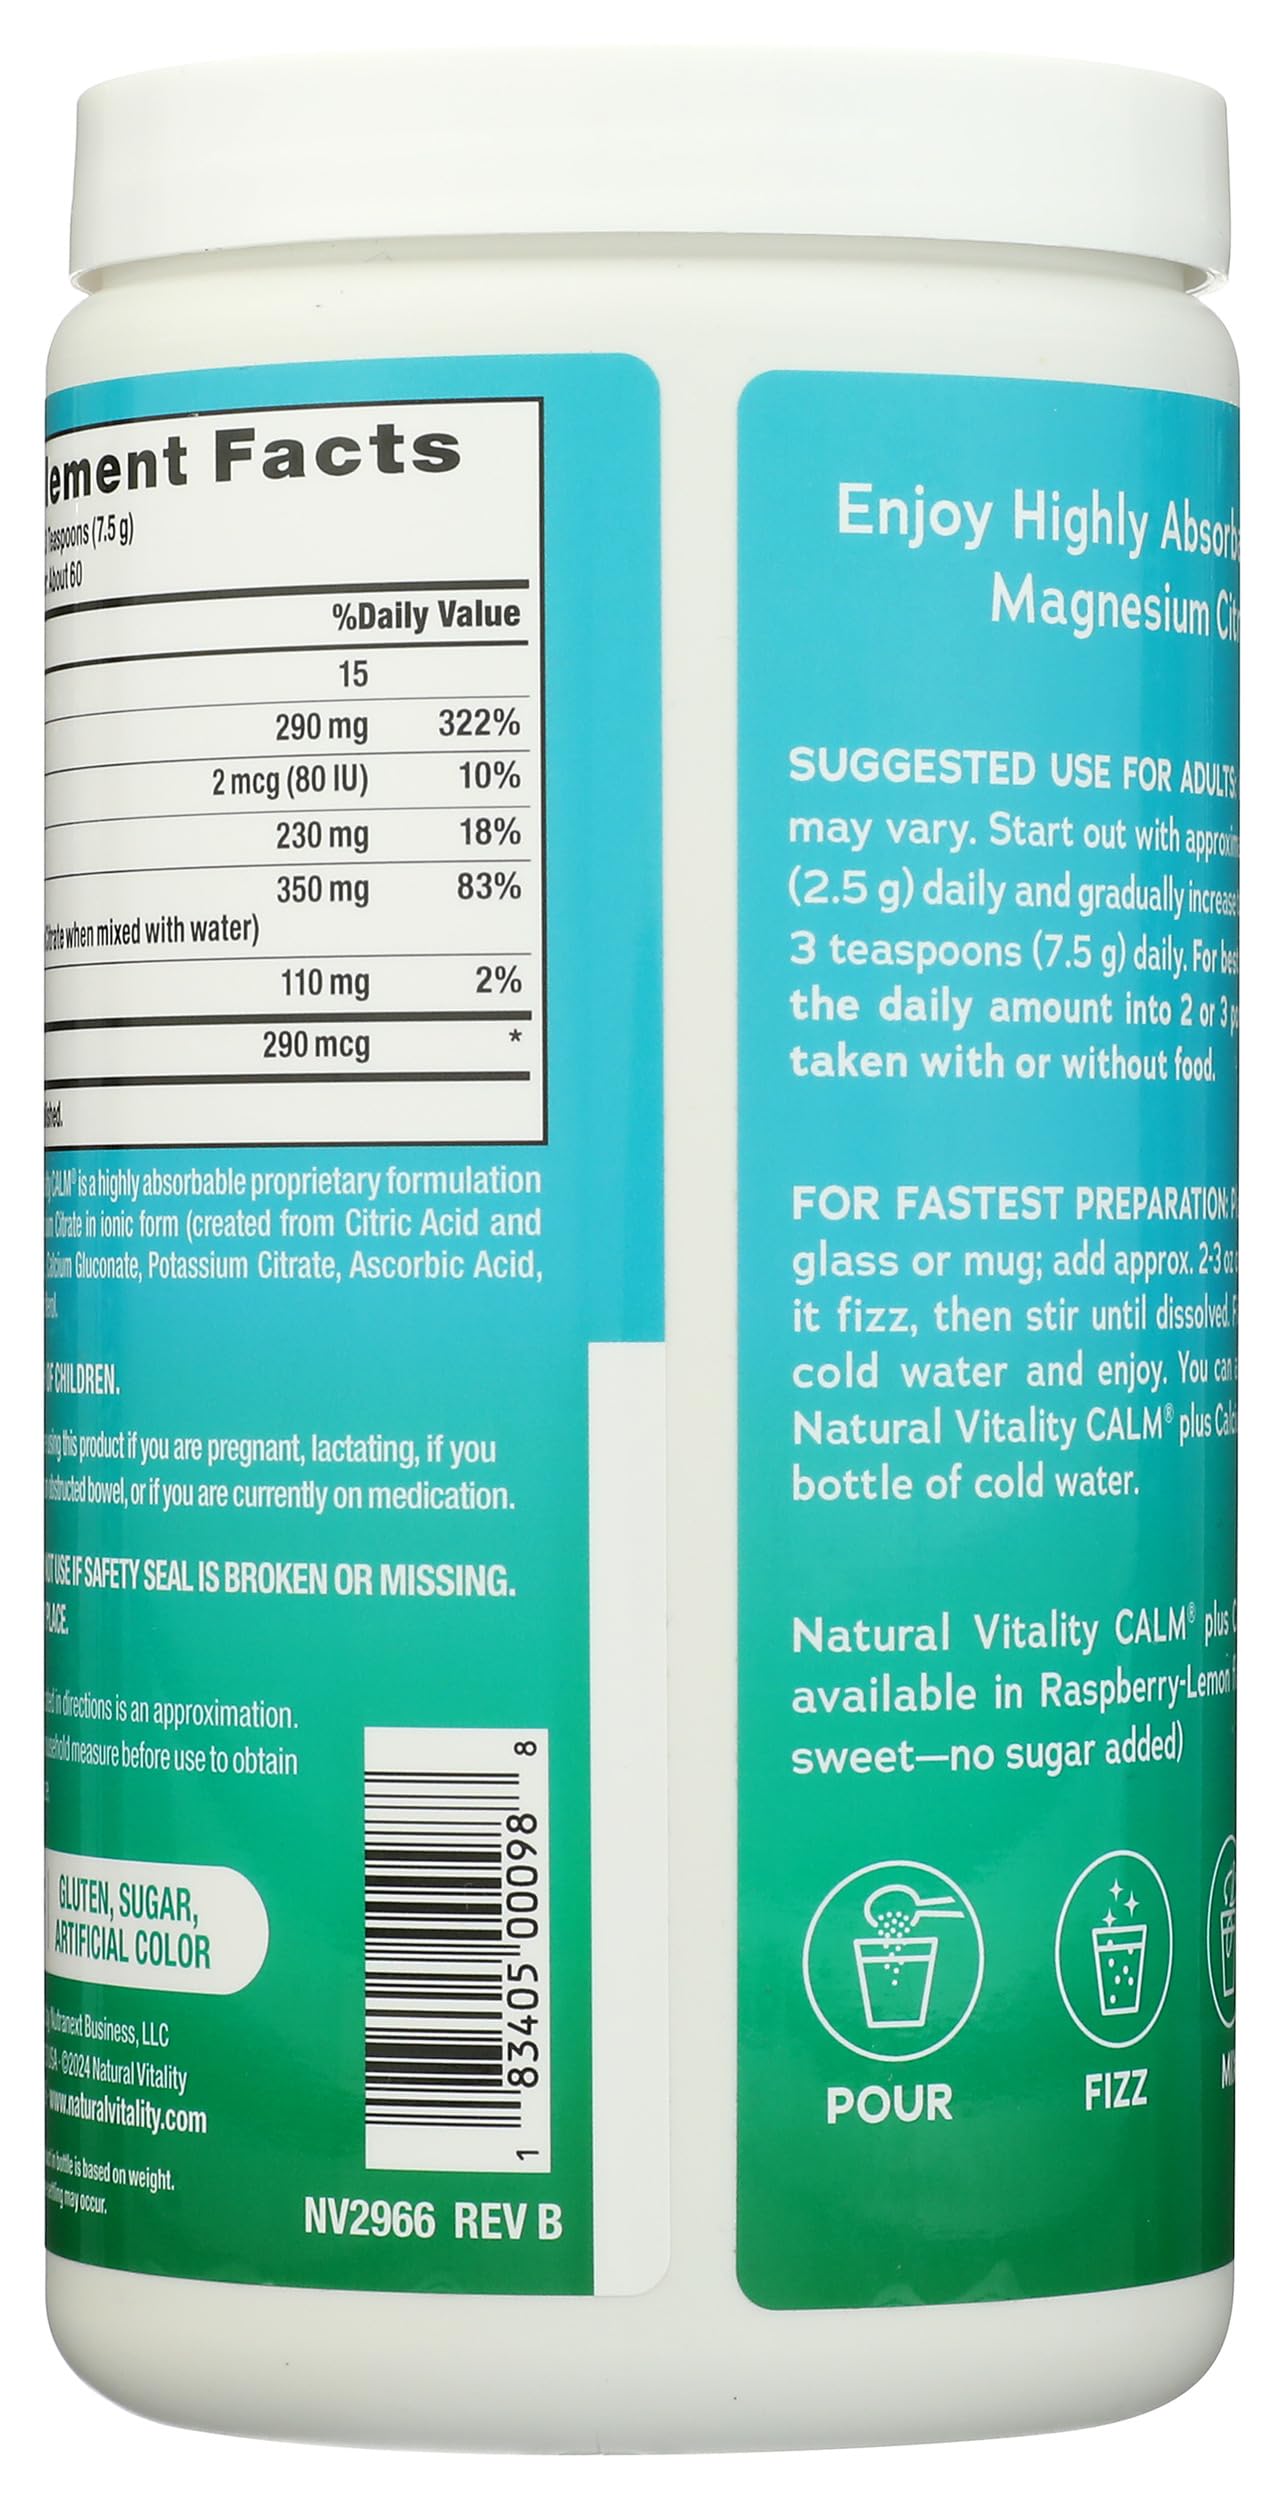 ement Facts
Teaspoons (7.5 g)
About 60
%Daily Value
15
290 mg 322%
2 mcg (80 IU) 10%
230 mg 18%
350 mg 83%
when mixed with water)
110 mg 2%
290 mcg *
CALM® is a highly absorbable proprietary formulation
Citrate in ionic form (created from Citric Acid and
Gluconate, Potassium Citrate, Ascorbic Acid,
OF CHILDREN.
using this product if you are pregnant, lactating, if you
obstructed bowel, or if you are currently on medication.
NOT USE IF SAFETY SEAL IS BROKEN OR MISSING.
PLACE.
in directions is an approximation.
measure before use to obtain
GLUTEN, SUGAR,
ARTIFICIAL COLOR
Nutranext Business, LLC
USA · ©2024 Natural Vitality
www.naturalvitality.com
in bottle is based on weight.
settling may occur.
1 83405 00098 8
NV2966 REV B
Enjoy Highly Absorba
Magnesium Cit
SUGGESTED USE FOR ADULTS:
may vary. Start out with approxim
(2.5 g) daily and gradually increase
3 teaspoons (7.5 g) daily. For best
the daily amount into 2 or 3
taken with or without food.
FOR FASTEST PREPARATION:
glass or mug; add approx. 2-3 oz
it fizz, then stir until dissolved.
cold water and enjoy. You can
Natural Vitality CALM® plus Calc
bottle of cold water.
Natural Vitality CALM® plus C
available in Raspberry-Lemon
sweet—no sugar added)
POUR
FIZZ